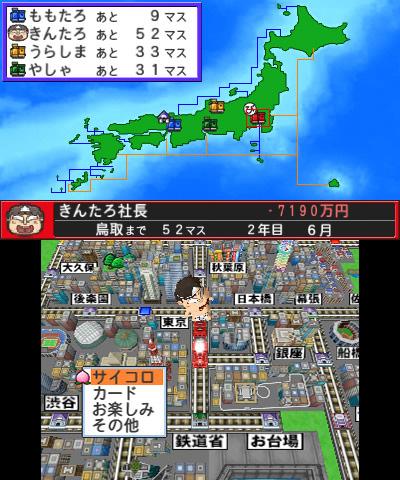 ももたろ あと 9マス
きんたろ あと 52マス
うらしま あと 33マス
やしゃ あと 31マス
きんたろ社長 -7190万円
鳥取まで 52マス 2年目 6月
大久保 秋葉原
後楽園 日本橋 幕張
東京
銀座 船橋
サイコロ
カード
お楽しみ
その他
渋谷
鉄道省 お台場